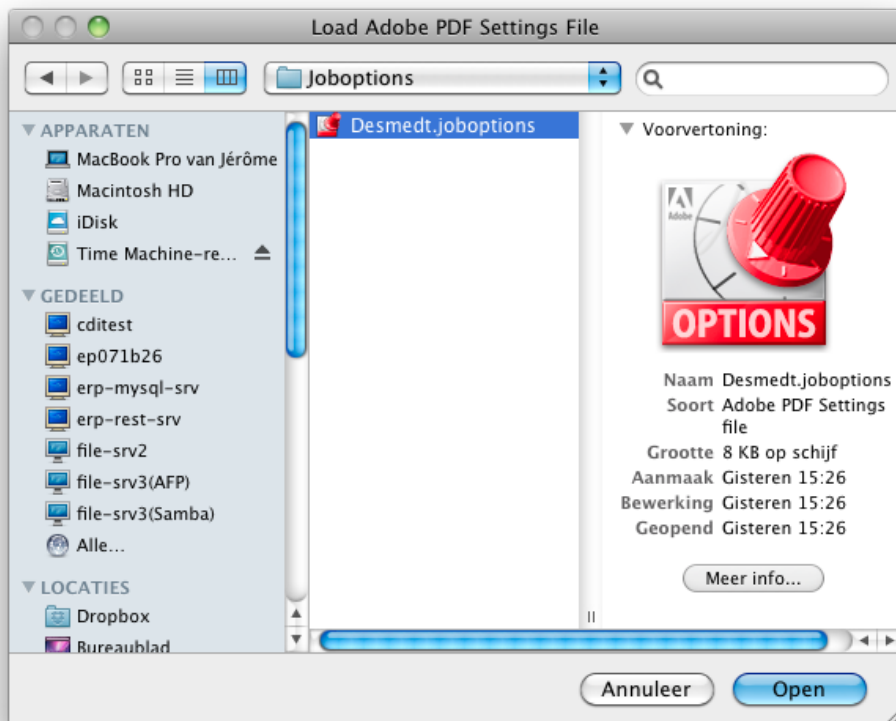 Load Adobe PDF Settings File
Joboptions
APPARATEN
MacBook Pro van Jérôme
Macintosh HD
iDisk
Time Machine-re...
GEDEELD
cditest
ep071b26
erp-mysql-srv
erp-rest-srv
file-srv2
file-srv3(AFP)
file-srv3(Samba)
Alle...
LOCATIES
Dropbox
Bureaublad
Desmedt.joboptions
Voorvertoning:
Adobe
OPTIONS
Naam Desmedt.joboptions
Soort Adobe PDF Settings
file
Grootte 8 KB op schijf
Aanmaak Gisteren 15:26
Bewerking Gisteren 15:26
Geopend Gisteren 15:26
Meer info...
Annuleer
Open